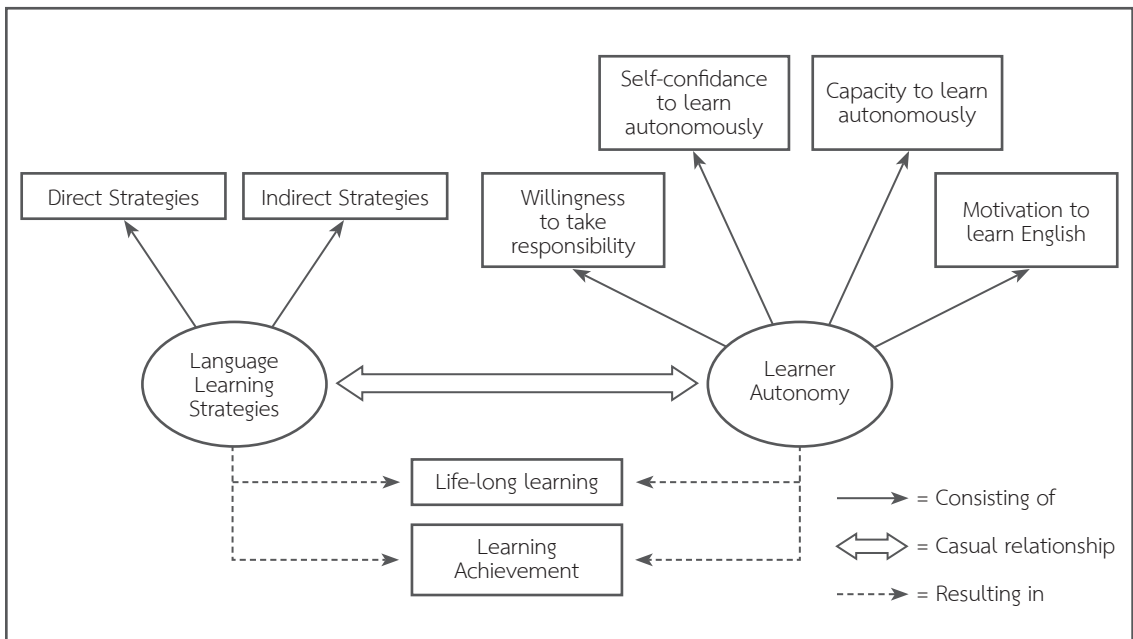 Self-confidance
to learn
autonomously
Capacity to learn
autonomously
Direct Strategies
Indirect Strategies
Willingness
to take
responsibility
Motivation to
learn English
Language
Learning
Strategies
Learner
Autonomy
Life-long learning
Learning
Achievement
= Consisting of
= Casual relationship
= Resulting in